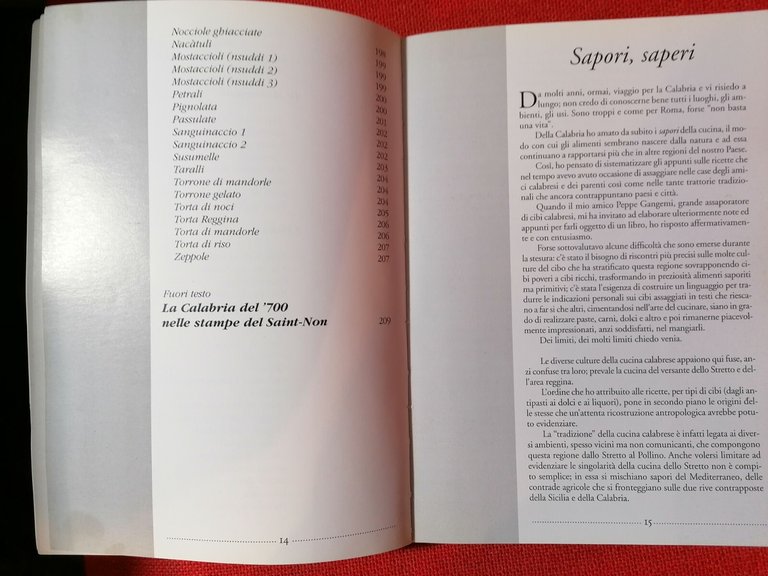 Nocciole ghiacciate 198
Nacàtuli 199
Mostaccioli (nsuddi 1) 199
Mostaccioli (nsuddi 2) 199
Mostaccioli (nsuddi 3) 200
Petrali 200
Pignolata 201
Passulate 202
Sanguinaccio 1 202
Sanguinaccio 2 202
Susumelle 203
Taralli 204
Torrone di mandorle 204
Torrone gelato 204
Torta di noci 205
Torta Reggina 206
Torta di mandorle 206
Torta di riso 207
Zeppole 207
Fuori testo
La Calabria del '700
nelle stampe del Saint-Non 209
14
Sapori, saperi
Da molti anni, ormai, viaggio per la Calabria e vi risiedo a
lungo; non credo di conoscerne bene tutti i luoghi, gli am-
bienti, gli usi. Sono troppi e come per Roma, forse "non basta
una vita".
Della Calabria ho amato da subito i sapori della cucina, il mo-
do con cui gli alimenti sembrano nascere dalla natura e ad essa
continuano a rapportarsi più che in altre regioni del nostro Paese.
Così, ho pensato di sistematizzare gli appunti sulle ricette che
nel tempo avevo avuto occasione di assaggiare nelle case degli ami-
ci calabresi e dei parenti così come nelle tante trattorie tradizio-
nali che ancora contrappuntano paesi e città.
Quando il mio amico Peppe Gangemi, grande assaporatore
di cibi calabresi, mi ha invitato ad elaborare ulteriormente note ed
appunti per farli oggetto di un libro, ho risposto affermativamen-
te e con entusiasmo.
Forse sottovalutavo alcune difficoltà che sono emerse durante
la stesura: c'è stato il bisogno di riscontri più precisi sulle molte
culture del cibo che ha stratificato questa regione sovrapponendo ci-
bi poveri a cibi ricchi, trasformando in preziosità alimenti saporiti
ma primitivi; c'è stata l'esigenza di costruire un linguaggio per tra-
durre le indicazioni personali sui cibi assaggiati in testi che riesca-
no a far sì che altri, cimentandosi nell'arte del cucinare, siano in gra-
do di realizzare paste, carni, dolci e altro e poi rimanerne piacevol-
mente impressionati, anzi soddisfatti, nel mangiarli.
Dei limiti, dei molti limiti chiedo venia.
Le diverse culture della cucina calabrese appaiono qui fuse, an-
zi confuse tra loro; prevale la cucina del versante dello Stretto e del-
l'area reggina.
L'ordine che ho attribuito alle ricette, per tipi di cibi (dagli an-
tipasti ai dolci e ai liquori), pone in secondo piano le origini del-
le stesse che un'attenta ricostruzione antropologica avrebbe potu-
to evidenziare.
La "tradizione" della cucina calabrese è infatti legata ai diver-
si ambienti, spesso vicini ma non comunicanti, che compongono
questa regione dallo Stretto al Pollino. Anche volersi limitare ad
evidenziare le singolarità della cucina dello Stretto non è compi-
to semplice; in essa si mischiano sapori del Mediterraneo, delle
contrade agricole che si fronteggiano sulle due rive contrapposte
della Sicilia e della Calabria.
15